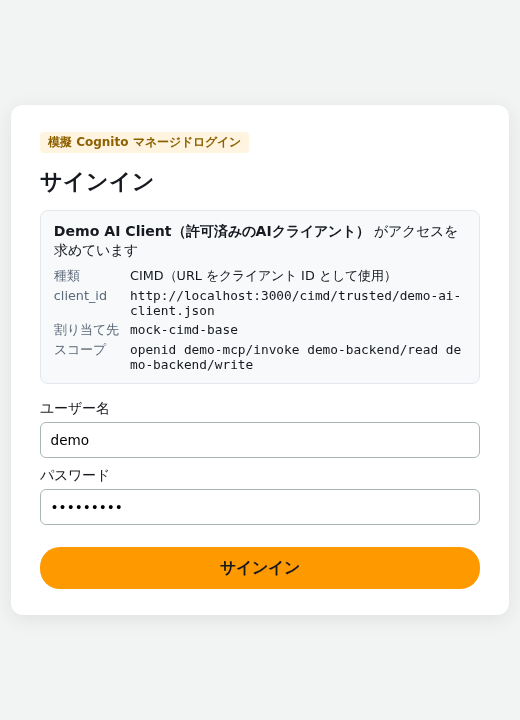 模擬 Cognito マネージドログイン
サインイン
Demo AI Client（許可済みのAIクライアント） がアクセスを
求めています
種類 CIMD（URL をクライアント ID として使用）
client_id http://localhost:3000/cimd/trusted/demo-ai-
client.json
割り当て先 mock-cimd-base
スコープ openid demo-mcp/invoke demo-backend/read de
mo-backend/write
ユーザー名
demo
パスワード
•••••••••
サインイン